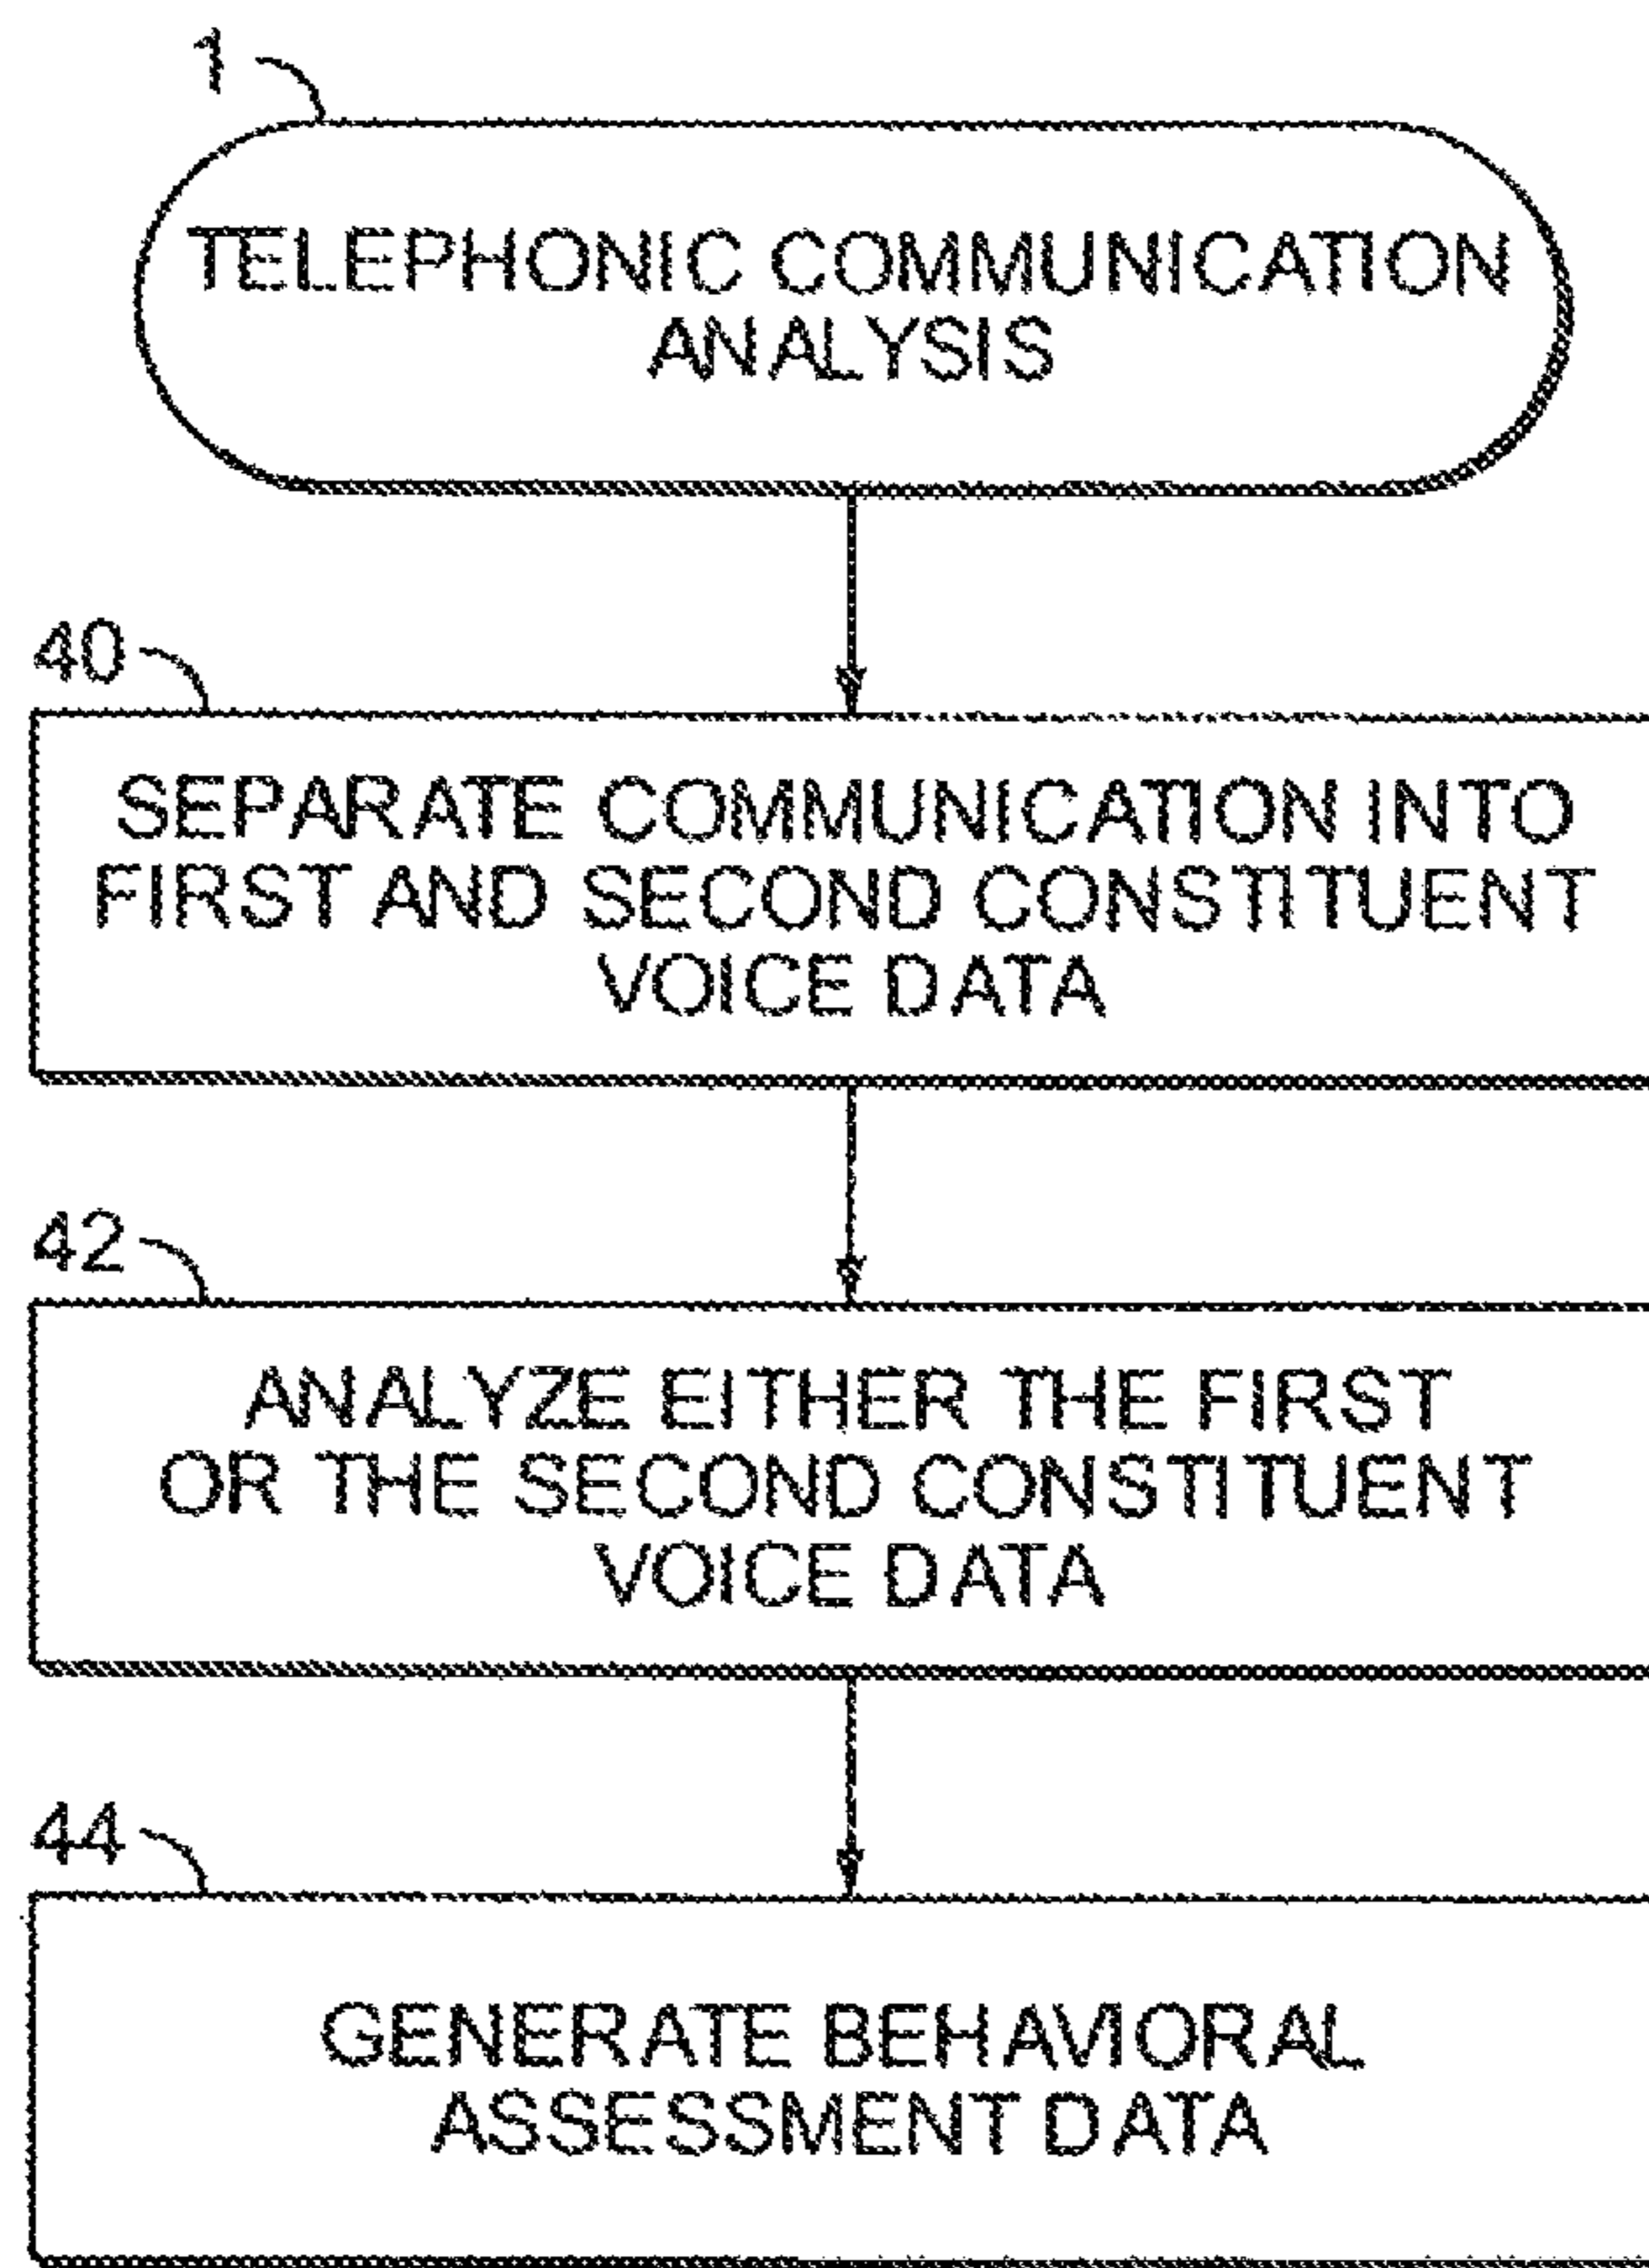 1
TELEPHONIC COMMUNICATION
ANALYSIS
40
SEPARATE COMMUNICATION INTO
FIRST AND SECOND CONSTITUENT
VOICE DATA
42
ANALYZE EITHER THE FIRST
OR THE SECOND CONSTITUENT
VOICE DATA
44
GENERATE BEHAVIORAL
ASSESSMENT DATA